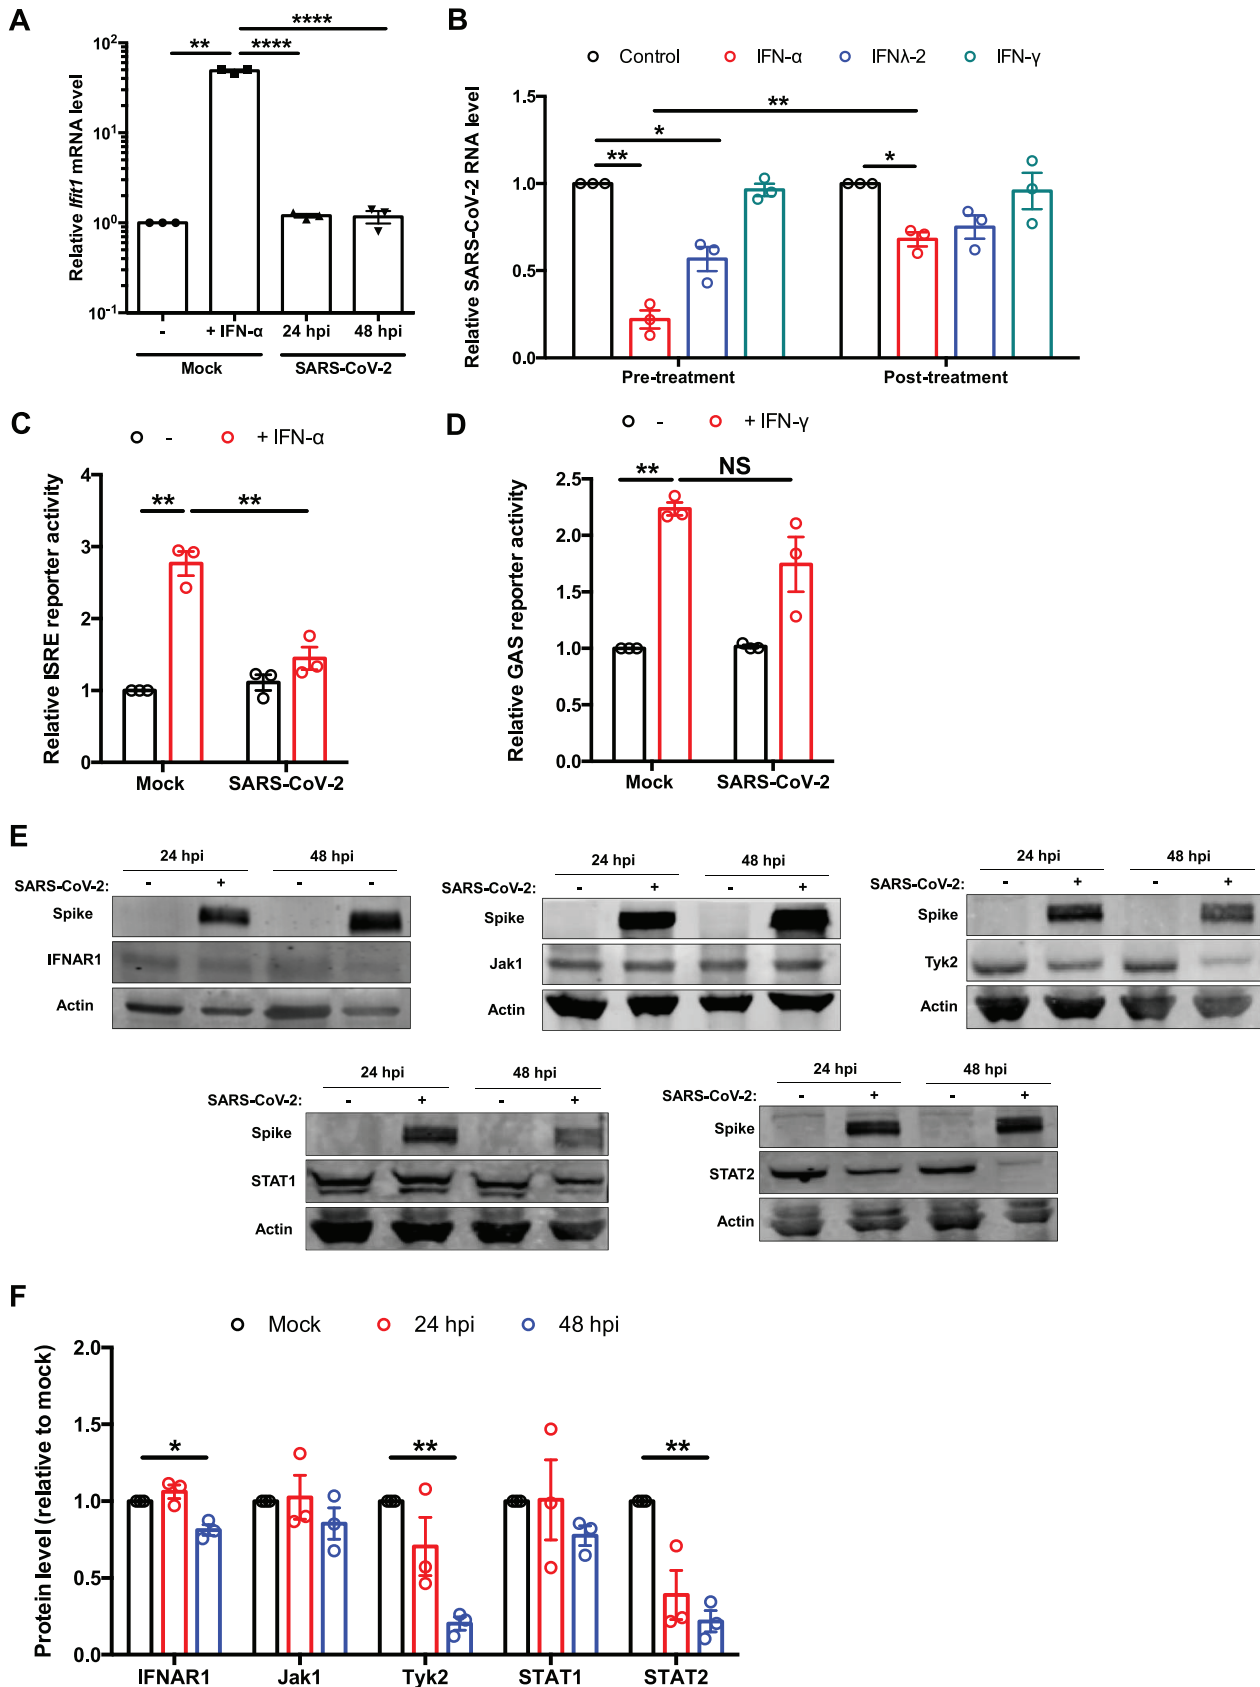 A
Relative Ifit1 mRNA level
10²
10¹
10⁰
10⁻¹
** **** ****
- + IFN-α 24 hpi 48 hpi
Mock SARS-CoV-2
B
Control IFN-α IFNλ-2 IFN-γ
Relative SARS-CoV-2 RNA level
1.5
1.0
0.5
0.0
**
*
** *
Pre-treatment Post-treatment
C
- + IFN-α
Relative ISRE reporter activity
4
3
2
1
0
** **
Mock SARS-CoV-2
D
- + IFN-γ
Relative GAS reporter activity
2.5
2.0
1.5
1.0
0.5
0.0
** NS
Mock SARS-CoV-2
E
24 hpi 48 hpi
SARS-CoV-2: - + - -
Spike
IFNAR1
Actin
24 hpi 48 hpi
SARS-CoV-2: - + - +
Spike
Jak1
Actin
24 hpi 48 hpi
SARS-CoV-2: - + - +
Spike
Tyk2
Actin
24 hpi 48 hpi
SARS-CoV-2: - + - +
Spike
STAT1
Actin
24 hpi 48 hpi
SARS-CoV-2: - + - +
Spike
STAT2
Actin
F
Mock 24 hpi 48 hpi
Protein level (relative to mock)
2.0
1.5
1.0
0.5
0.0
* ** **
IFNAR1 Jak1 Tyk2 STAT1 STAT2